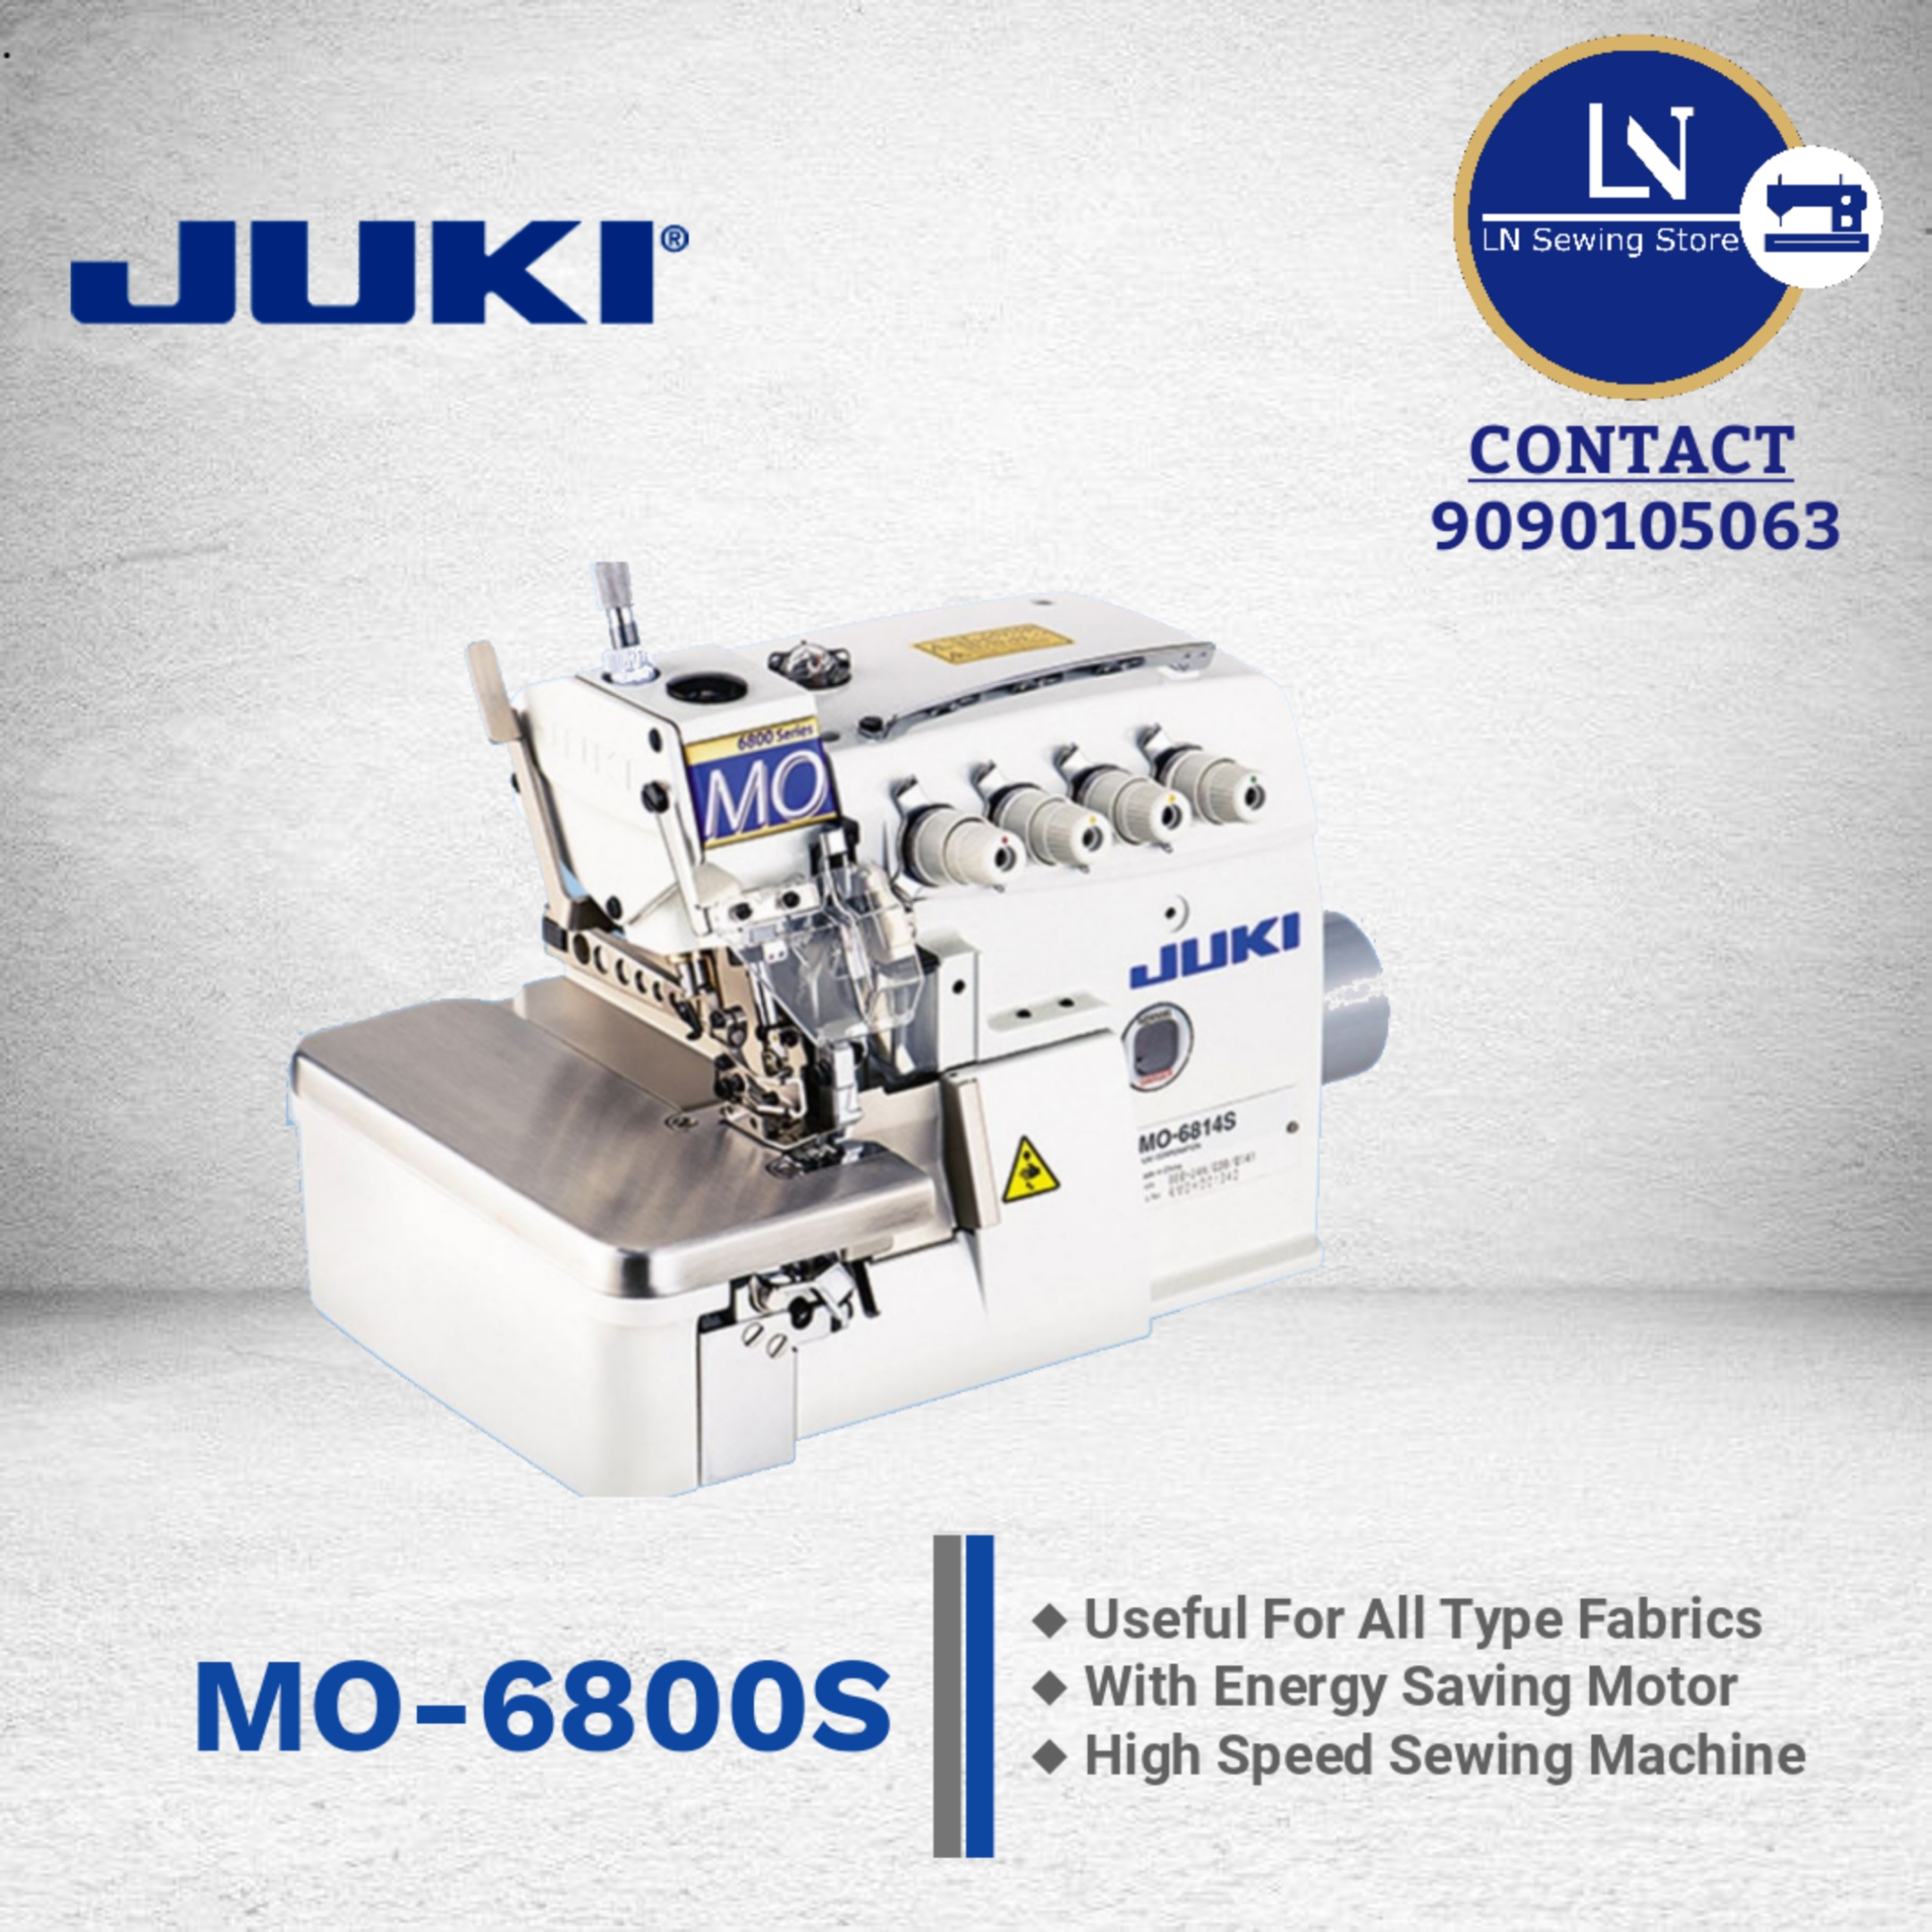 JUKI®
LN
LN Sewing Store
CONTACT
9090105063
6800 Series
MO
JUKI
MO-6814S
MO-6800S
◆ Useful For All Type Fabrics
◆ With Energy Saving Motor
◆ High Speed Sewing Machine